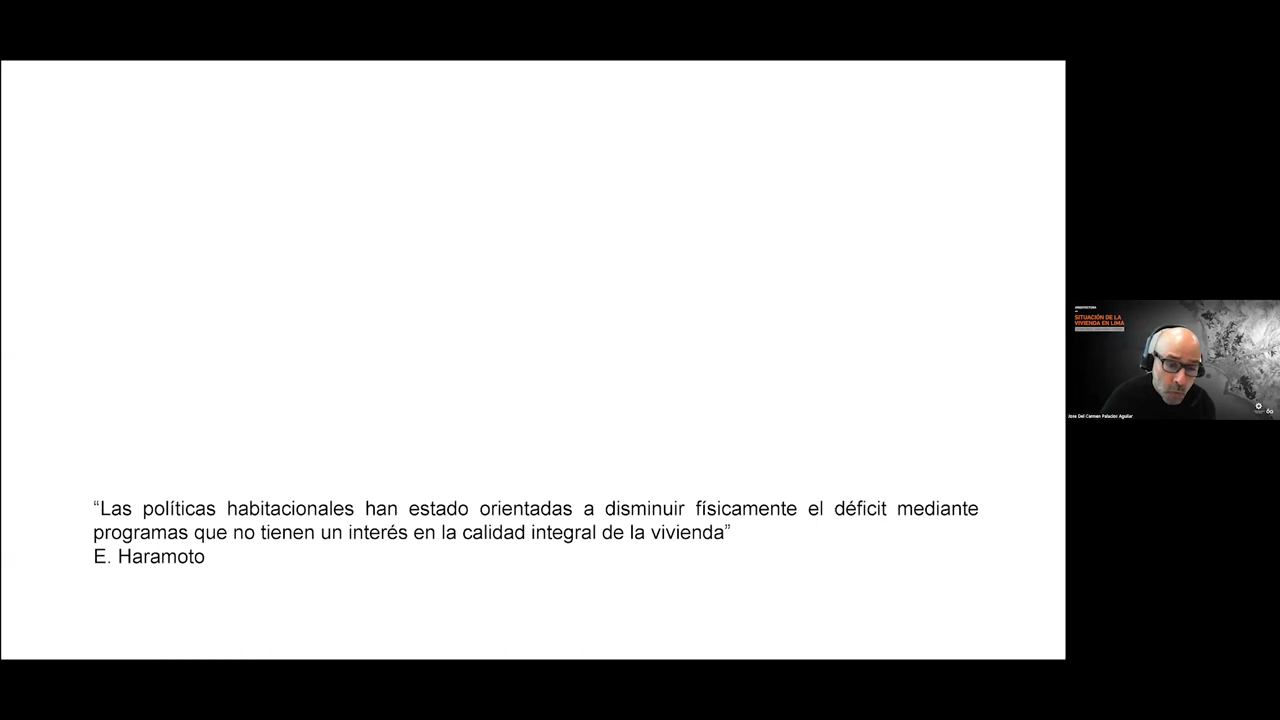 “Las políticas habitacionales han estado orientadas a disminuir físicamente el déficit mediante
programas que no tienen un interés en la calidad integral de la vivienda”
E. Haramoto
ARQUITECTURA
SITUACIÓN DE LA
VIVIENDA EN LIMA
Jose Del Carmen Palacios Aguilar